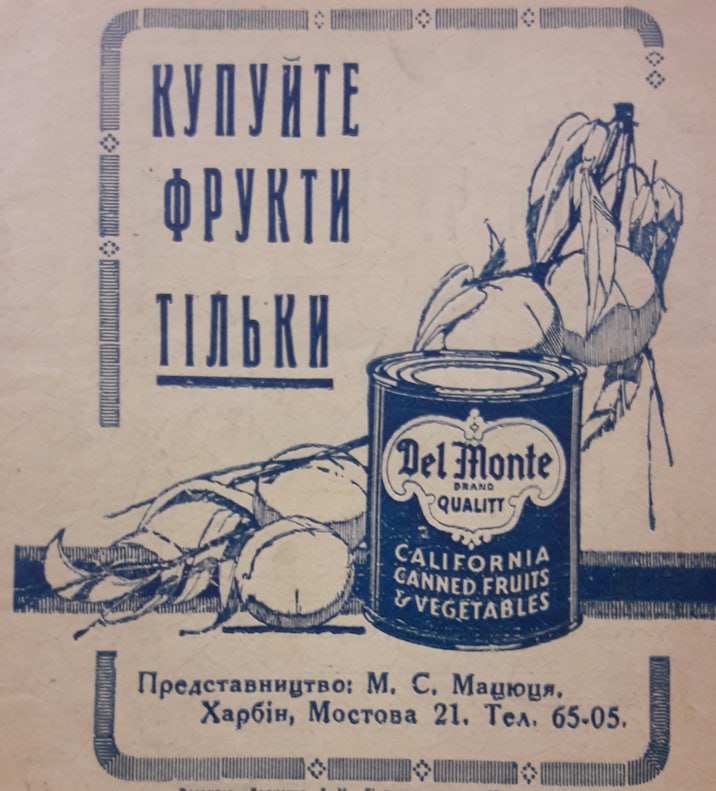 КУПУЙТЕ
ФРУКТИ
ТІЛЬКИ
Del Monte
BRAND
QUALITY
CALIFORNIA
CANNED FRUITS
& VEGETABLES
Представництво: М. С. Мацюця.
Харбін, Мостова 21. Тел. 65-05.